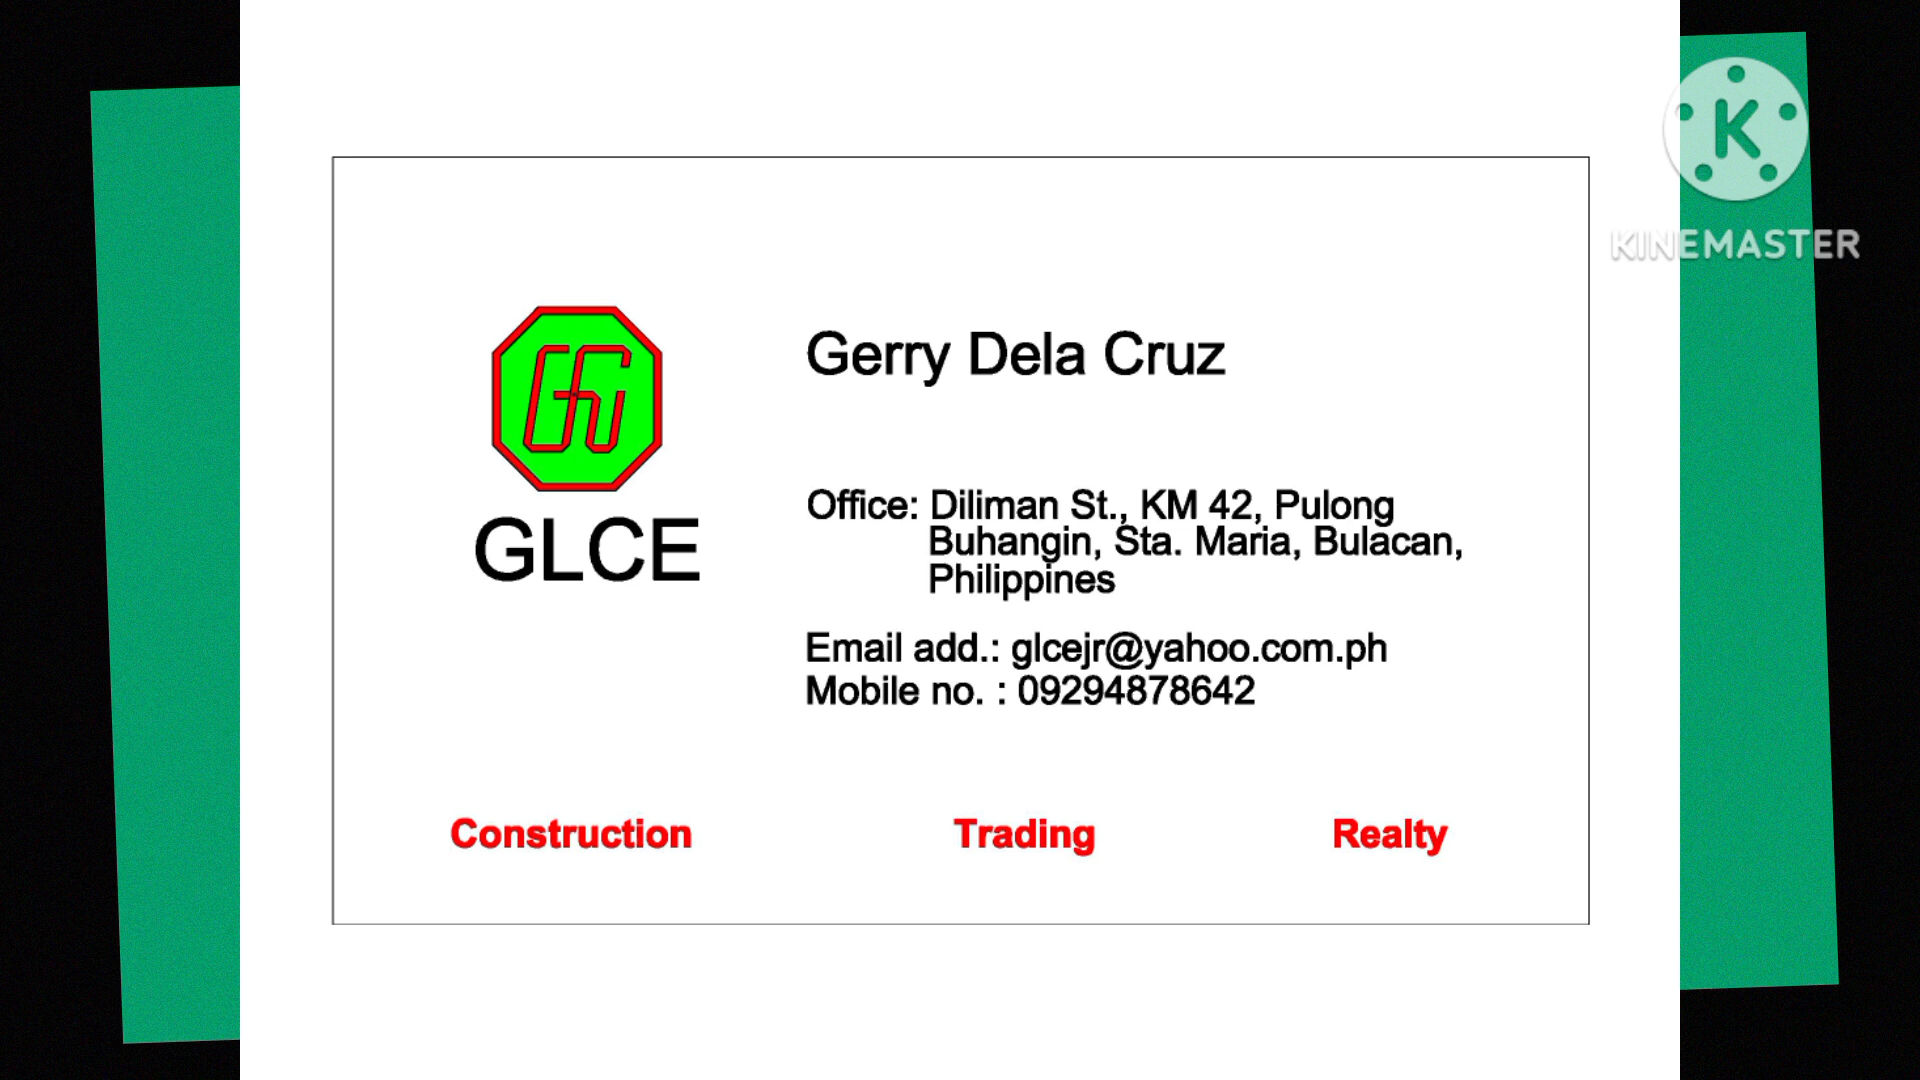 K
KINEMASTER
Gerry Dela Cruz
GLCE
Office: Diliman St., KM 42, Pulong
Buhangin, Sta. Maria, Bulacan,
Philippines
Email add.: glcejr@yahoo.com.ph
Mobile no. : 09294878642
Construction Trading Realty